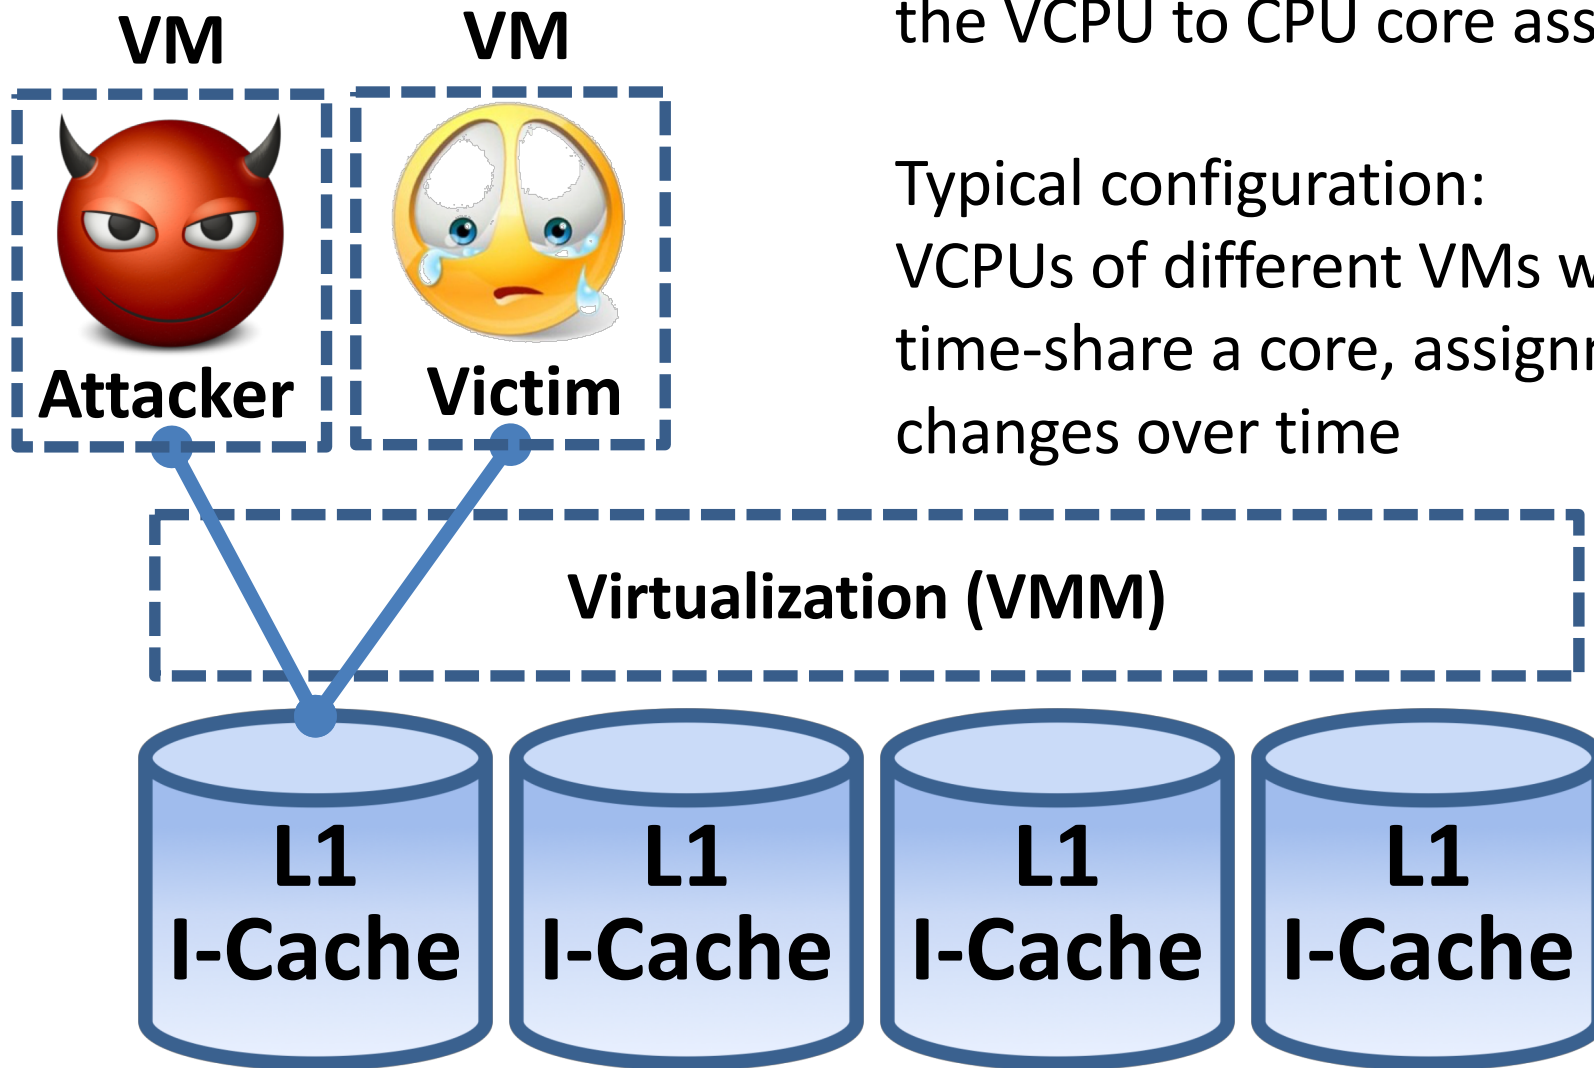 VM
VM
the VCPU to CPU core ass
Typical configuration:
VCPUs of different VMs w
time-share a core, assignr
changes over time
Attacker
Victim
Virtualization (VMM)
L1
I-Cache
L1
I-Cache
L1
I-Cache
L1
I-Cache